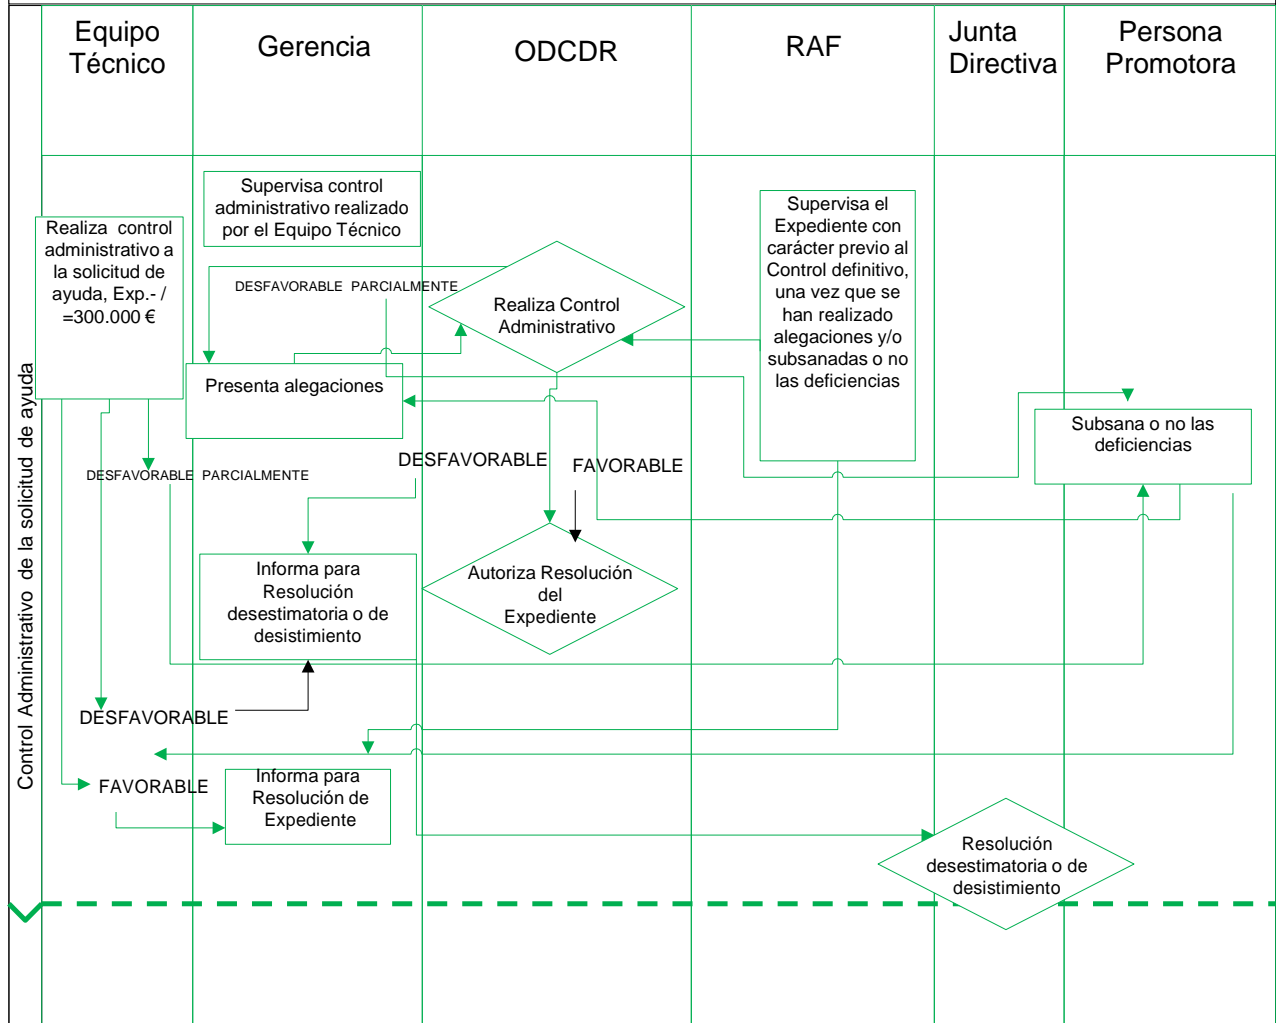 Equipo
Técnico
Gerencia
ODCDR
RAF
Junta
Directiva
Persona
Promotora
Control Administrativo de la solicitud de ayuda
Realiza control
administrativo a
la solicitud de
ayuda, Exp.- /
=300.000 €
Supervisa control
administrativo realizado
por el Equipo Técnico
DESFAVORABLE PARCIALMENTE
Realiza Control
Administrativo
Supervisa el
Expediente con
carácter previo al
Control definitivo,
una vez que se
han realizado
alegaciones y/o
subsanadas o no
las deficiencias
Presenta alegaciones
Subsana o no las
deficiencias
DESFAVORABLE
FAVORABLE
DESFAVORABLE PARCIALMENTE
Informa para
Resolución
desestimatoria o de
desistimiento
Autoriza Resolución
del
Expediente
DESFAVORABLE
FAVORABLE
Informa para
Resolución de
Expediente
Resolución
desestimatoria o de
desistimiento